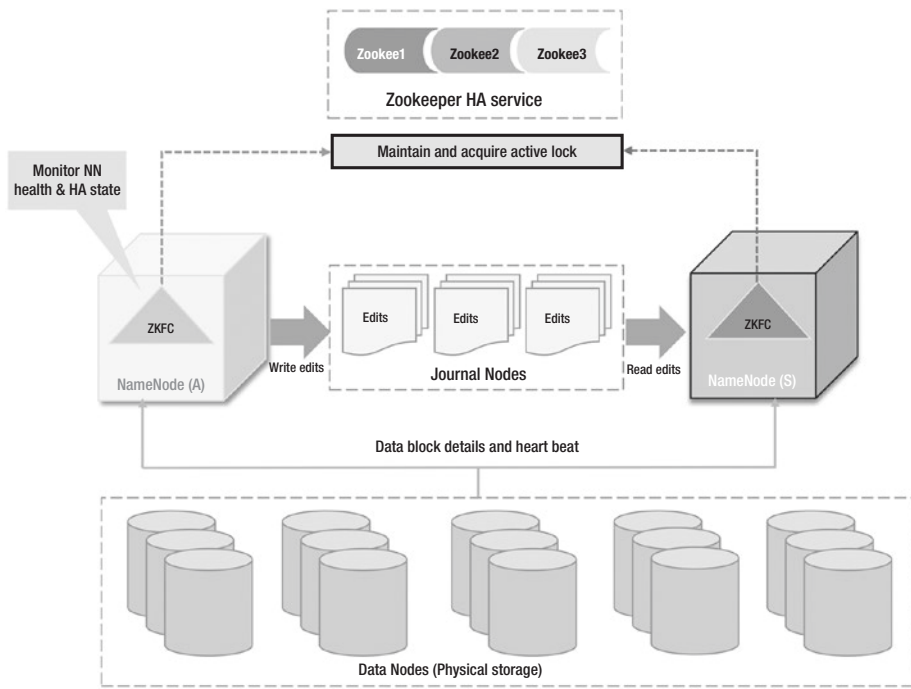 Zookee1 Zookee2 Zookee3
Zookeeper HA service
Maintain and acquire active lock
Monitor NN
health & HA state
ZKFC
NameNode (A)
Write edits
Edits Edits Edits
Journal Nodes
Read edits
ZKFC
NameNode (S)
Data block details and heart beat
Data Nodes (Physical storage)